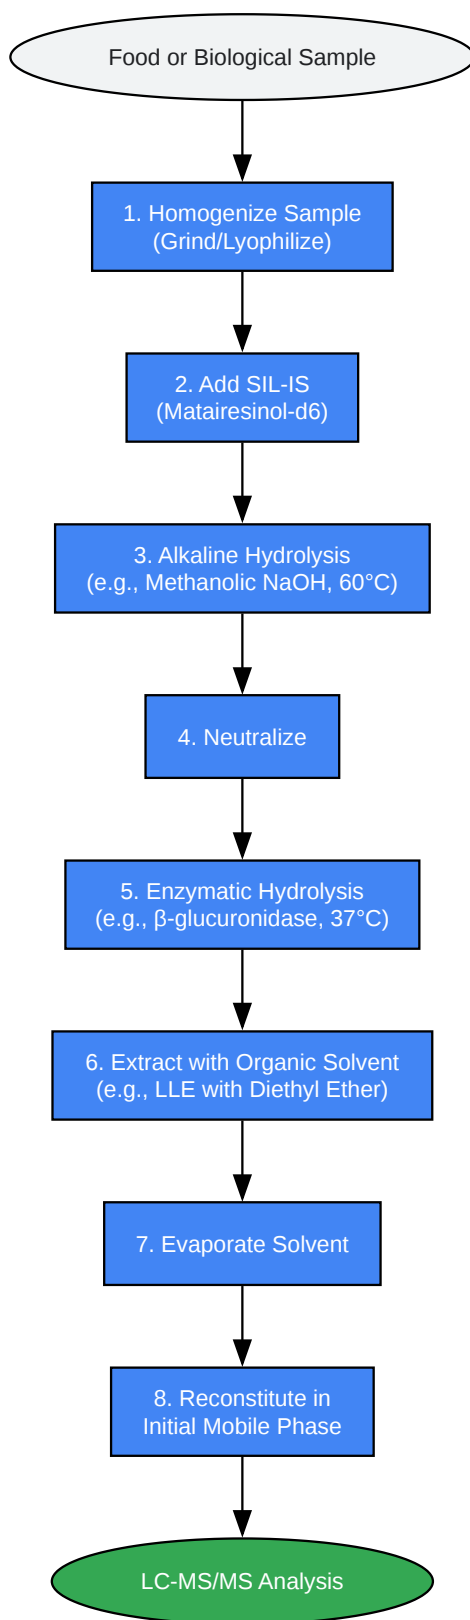 Food or Biological Sample
1. Homogenize Sample
(Grind/Lyophilize)
2. Add SIL-IS
(Matairesinol-d6)
3. Alkaline Hydrolysis
(e.g., Methanolic NaOH, 60°C)
4. Neutralize
5. Enzymatic Hydrolysis
(e.g., β-glucuronidase, 37°C)
6. Extract with Organic Solvent
(e.g., LLE with Diethyl Ether)
7. Evaporate Solvent
8. Reconstitute in
Initial Mobile Phase
LC-MS/MS Analysis